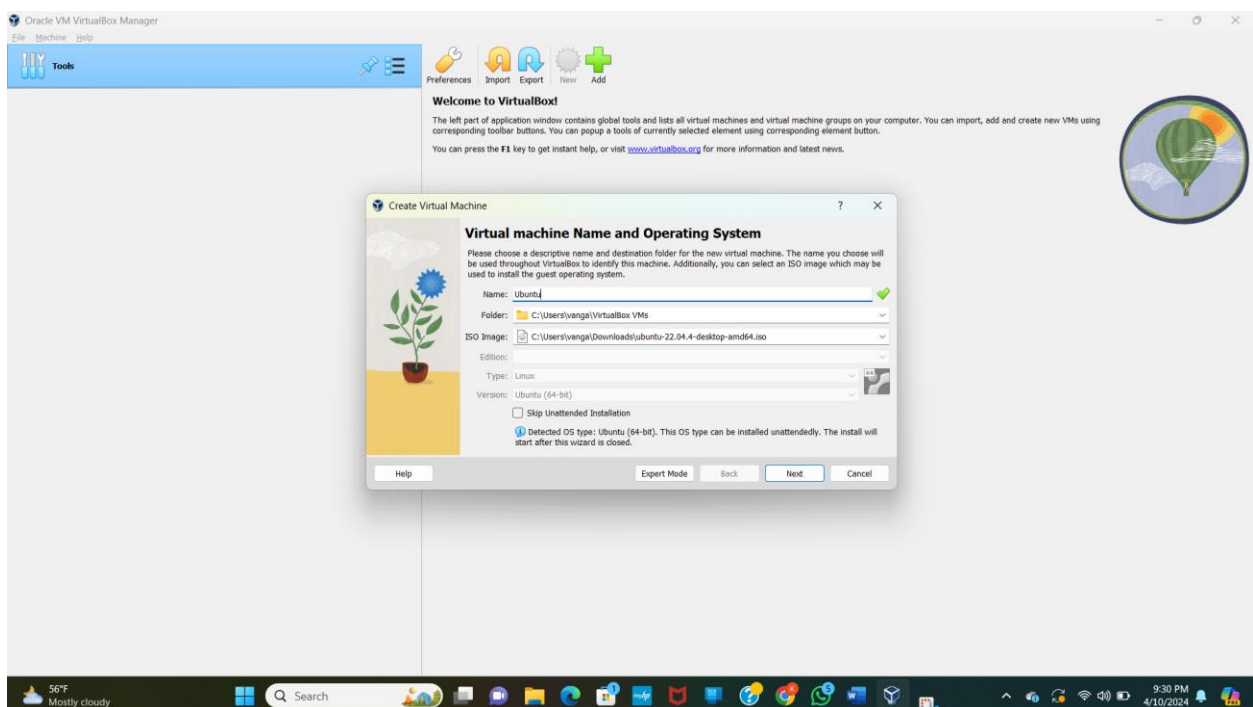 Oracle VM VirtualBox Manager
File Machine Help
Tools
Preferences Import Export New Add
Welcome to VirtualBox!
The left part of application window contains global tools and lists all virtual machines and virtual machine groups on your computer. You can import, add and create new VMs using
corresponding toolbar buttons. You can popup a tools of currently selected element using corresponding element button.
You can press the F1 key to get instant help, or visit www.virtualbox.org for more information and latest news.
Create Virtual Machine ?
Virtual machine Name and Operating System
Please choose a descriptive name and destination folder for the new virtual machine. The name you choose will
be used throughout VirtualBox to identify this machine. Additionally, you can select an ISO image which may be
used to install the guest operating system.
Name: Ubuntu
Folder: C:\Users\vanga\VirtualBox VMs
ISO Image: C:\Users\vanga\Downloads\ubuntu-22.04.4-desktop-amd64.iso
Edition:
Type: Linux
Version: Ubuntu (64-bit)
64
Skip Unattended Installation
Detected OS type: Ubuntu (64-bit). This OS type can be installed unattendedly. The install will
start after this wizard is closed.
Help Expert Mode Back Next Cancel
56°F
Mostly cloudy
Search
9:30 PM
4/10/2024